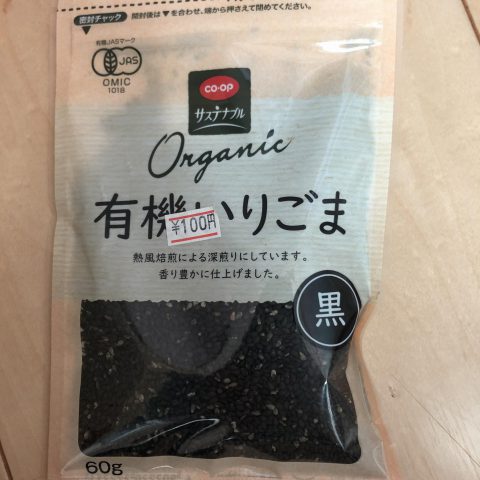 密封チャック 開封後は▼を合わせ、端から押さえて閉めてください。
有機JASマーク
JAS
OMIC
1018
CO·OP
サステナブル
Organic
有機いりごま
¥100円
熱風焙煎による深煎りにしています。
香り豊かに仕上げました。
黒
60g